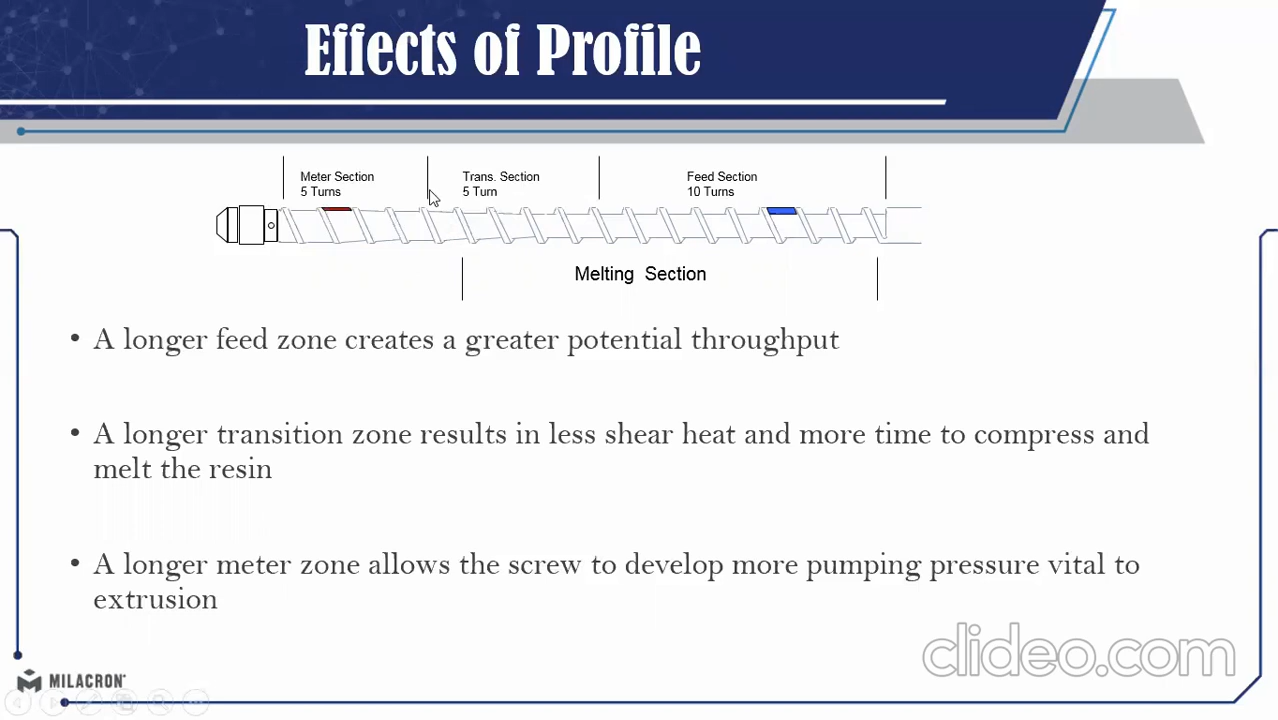 Effects of Profile
Meter Section
5 Turns
Trans. Section
5 Turn
Feed Section
10 Turns
Melting Section
• A longer feed zone creates a greater potential throughput
• A longer transition zone results in less shear heat and more time to compress and
melt the resin
• A longer meter zone allows the screw to develop more pumping pressure vital to
extrusion
clideo.com
MILACRON